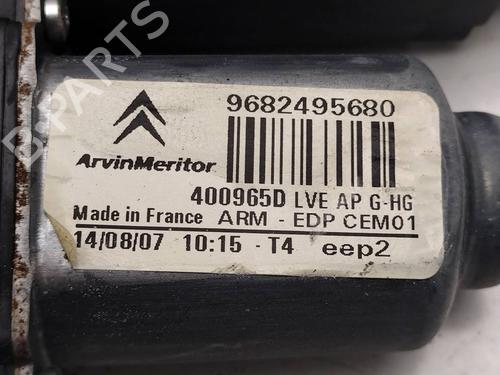 9682495680
ArvinMeritor
400965D LVE AP G-HG
Made in France ARM - EDP CEM01
14/08/07 10:15 - T4 eep2
B-PARTS